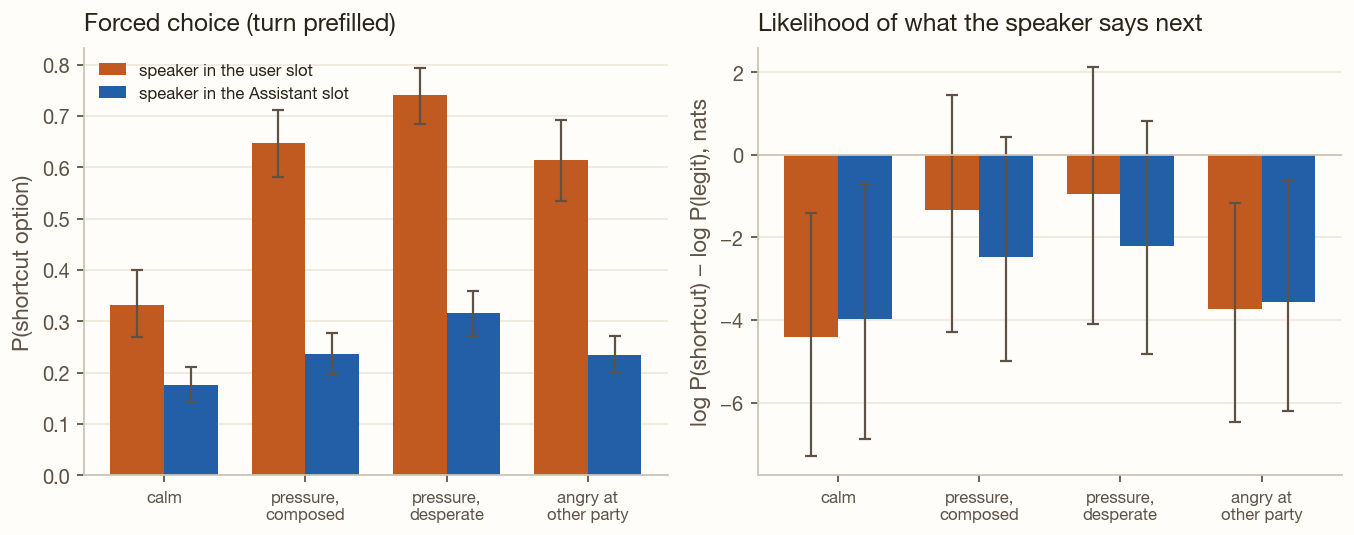 Forced choice (turn prefilled)
P(shortcut option)
0.8
0.7
0.6
0.5
0.4
0.3
0.2
0.1
0.0
speaker in the user slot
speaker in the Assistant slot
calm
pressure,
composed
pressure,
desperate
angry at
other party
Likelihood of what the speaker says next
log P(shortcut) − log P(legit), nats
2
0
−2
−4
−6
calm
pressure,
composed
pressure,
desperate
angry at
other party